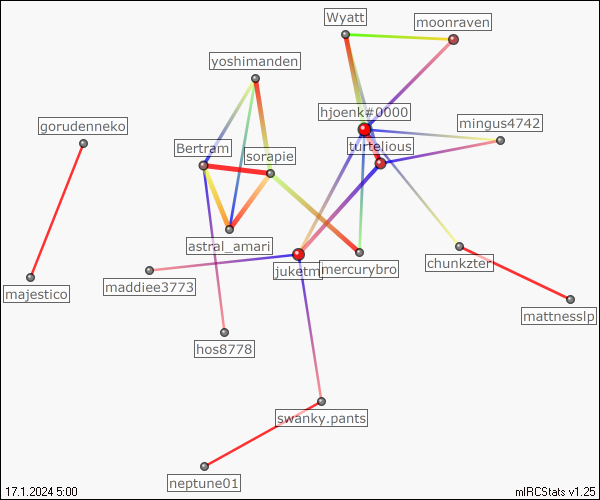 Wyatt
moonraven
yoshimanden
hjoenk#0000
gorudenneko
mingus4742
Bertram
turtelious
sorapie
astral_amari
chunkzter
juketm
mercurybro
maddiee3773
majestico
mattnesslp
hos8778
swanky.pants
neptune01
17.1.2024 5:00
mIRCStats v1.25